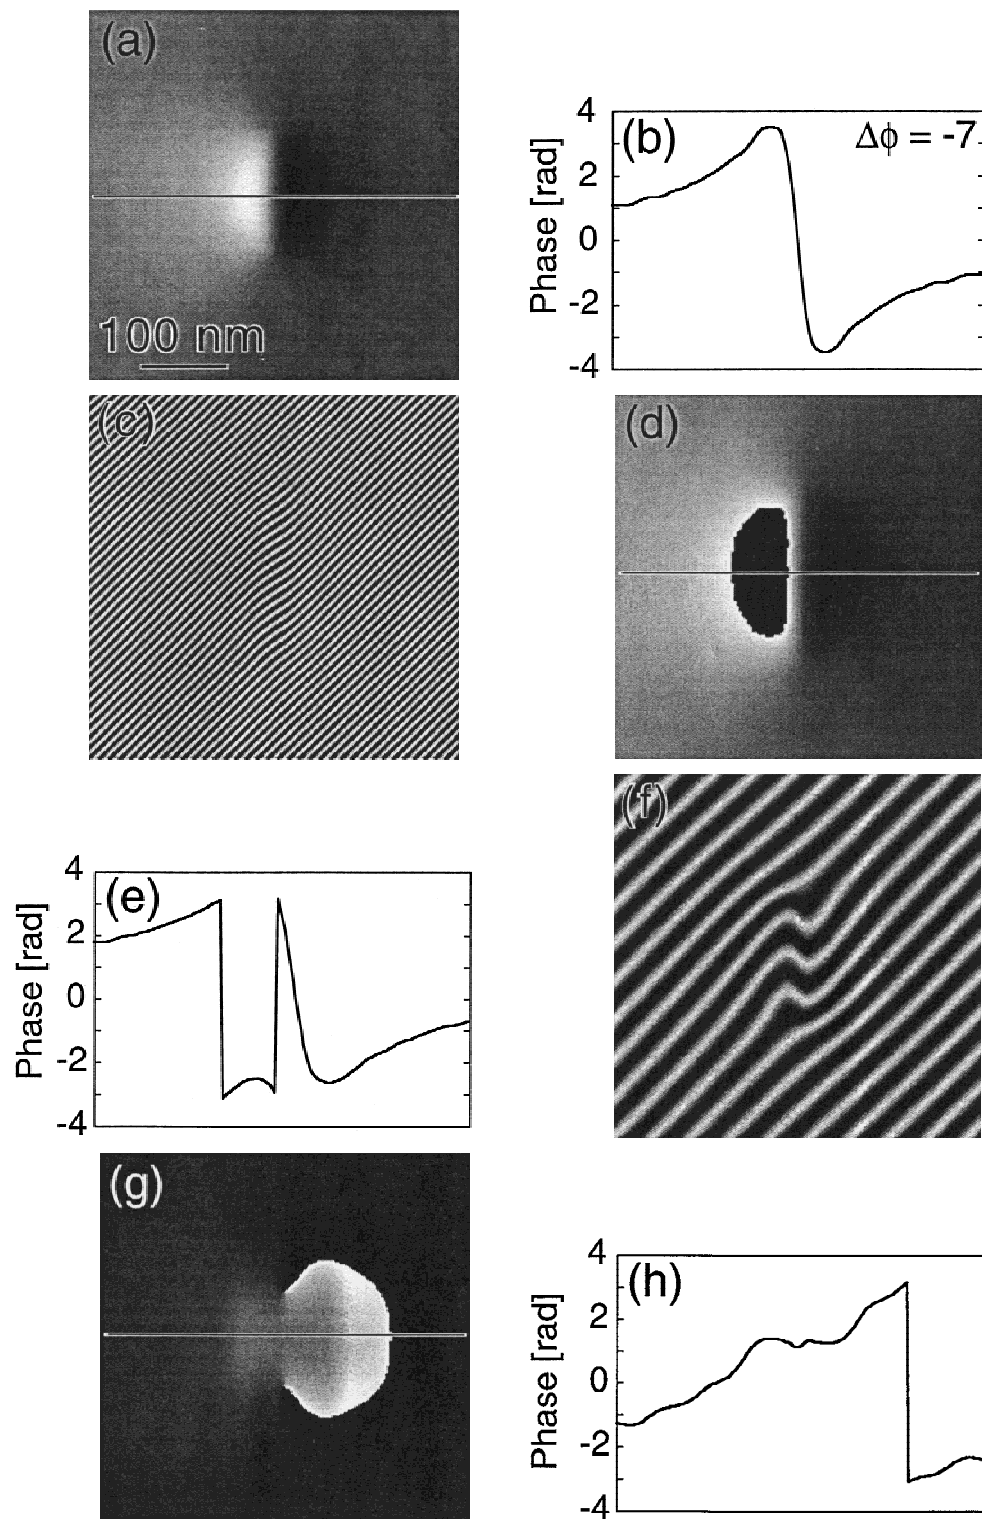 (a)
100 nm
(b)
Δϕ = -7
Phase [rad]
4
2
0
-2
-4
(c)
(d)
(e)
Phase [rad]
4
2
0
-2
-4
(f)
(g)
(h)
Phase [rad]
4
2
0
-2
-4